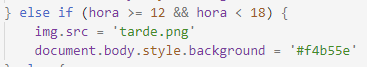 } else if (hora >= 12 && hora < 18) {
img.src = 'tarde.png'
document.body.style.background = '#f4b55e'